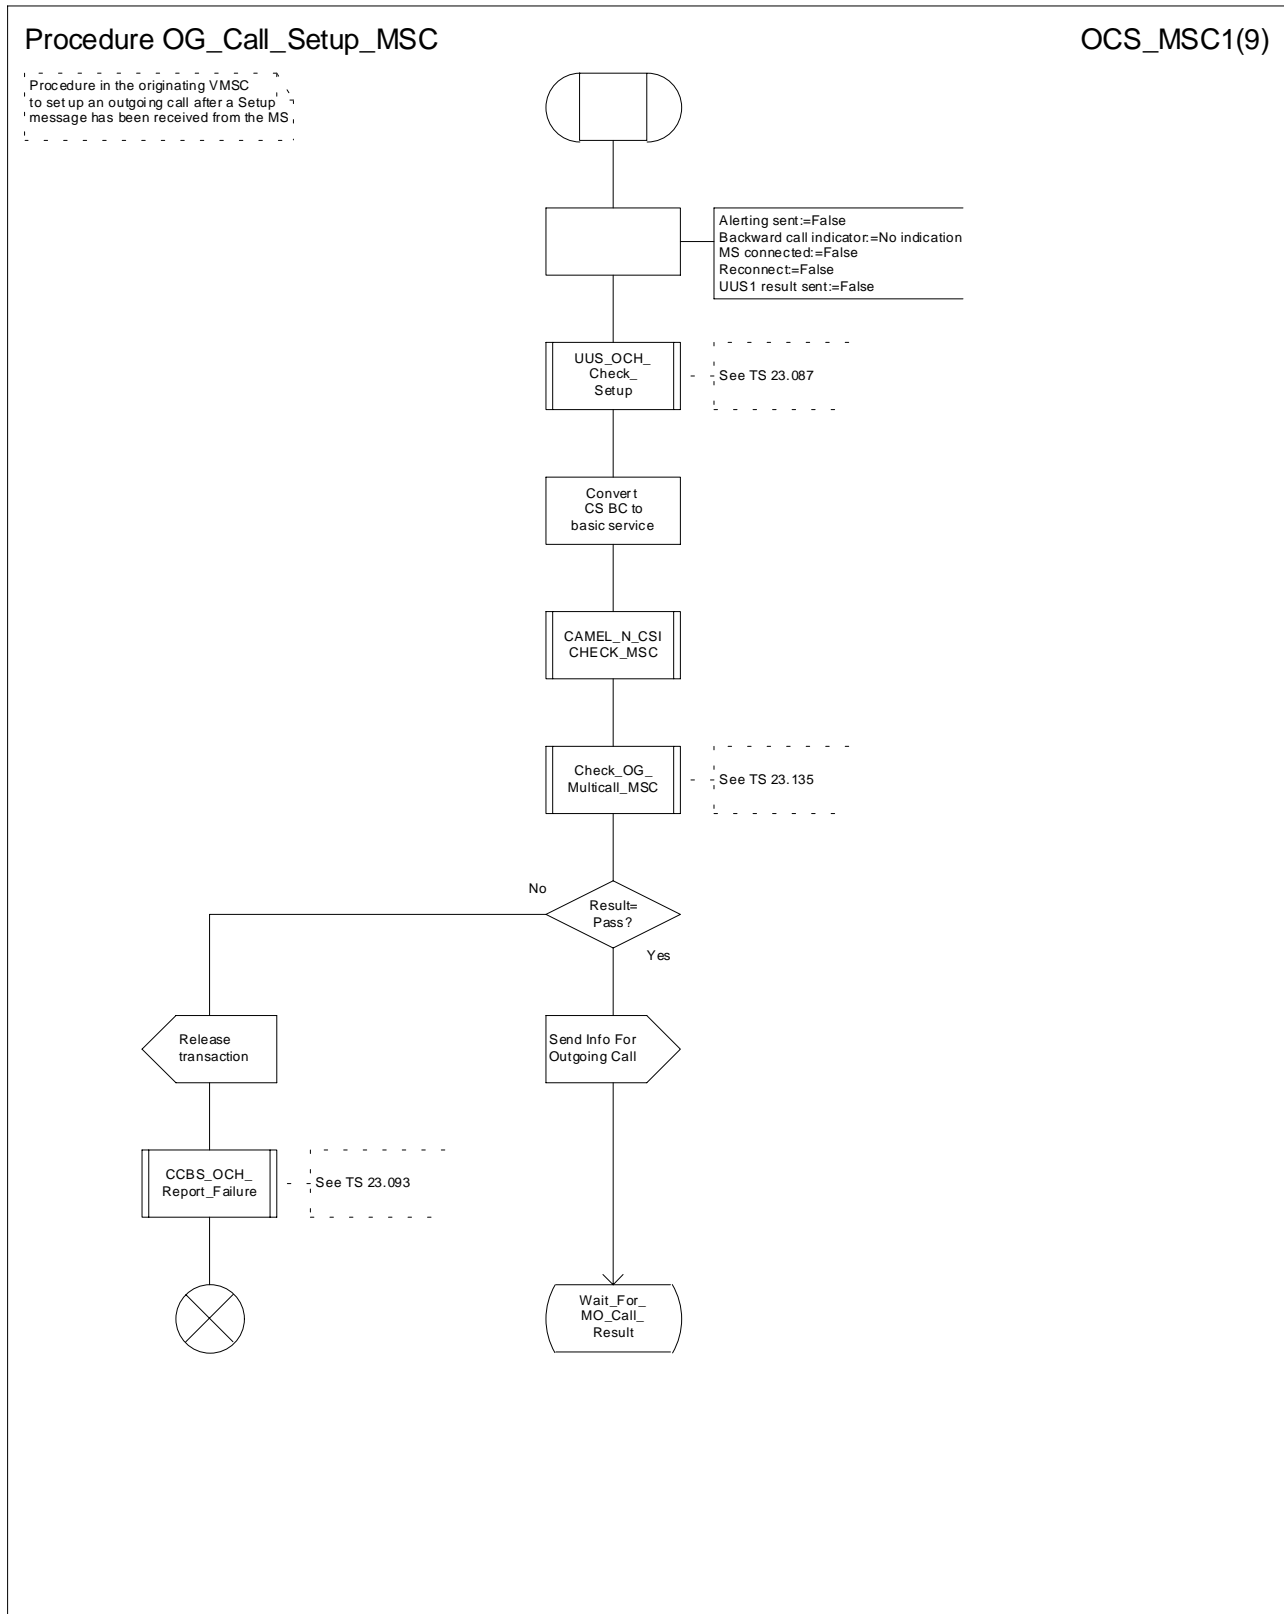 Procedure OG_Call_Setup_MSC
OCS_MSC1(9)
Procedure in the originating VMSC
to set up an outgoing call after a Setup
message has been received from the MS
Alerting sent:=False
Backward call indicator:=No indication
MS connected:=False
Reconnect:=False
UUS1 result sent:=False
UUS_OCH_
Check_
Setup
See TS 23.087
Convert
CS BC to
basic service
CAMEL_N_CSI
CHECK_MSC
Check_OG_
Multicall_MSC
See TS 23.135
No
Result=
Pass?
Yes
Release
transaction
Send Info For
Outgoing Call
CCBS_OCH_
Report_Failure
See TS 23.093
Wait_For_
MO_Call_
Result